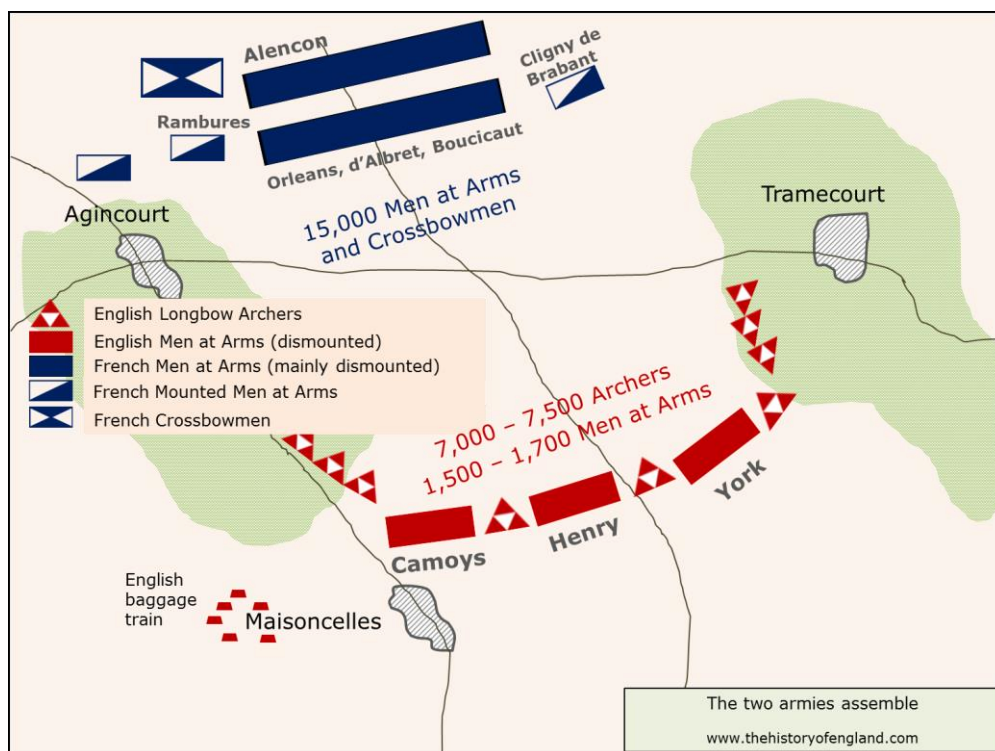 Alencon
Cligny de
Brabant
Rambures
Orleans, d'Albret, Boucicaut
15,000 Men at Arms
and Crossbowmen
Agincourt
Tramecourt
English Longbow Archers
English Men at Arms (dismounted)
French Men at Arms (mainly dismounted)
French Mounted Men at Arms
French Crossbowmen
7,000 – 7,500 Archers
1,500 – 1,700 Men at Arms
York
Henry
Camoys
English
baggage
train
Maisoncelles
The two armies assemble
www.thehistoryofengland.com